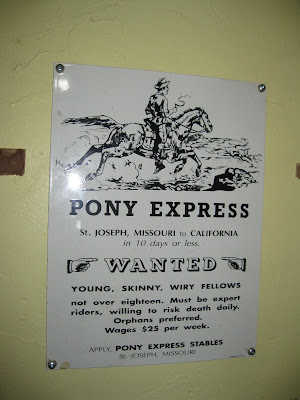 PONY EXPRESS
St. JOSEPH, MISSOURI to CALIFORNIA
in 10 days or less.
WANTED
YOUNG, SKINNY, WIRY FELLOWS
not over eighteen. Must be expert
riders, willing to risk death daily.
Orphans preferred.
Wages $25 per week.
APPLY, PONY EXPRESS STABLES
St. JOSEPH, MISSOURI